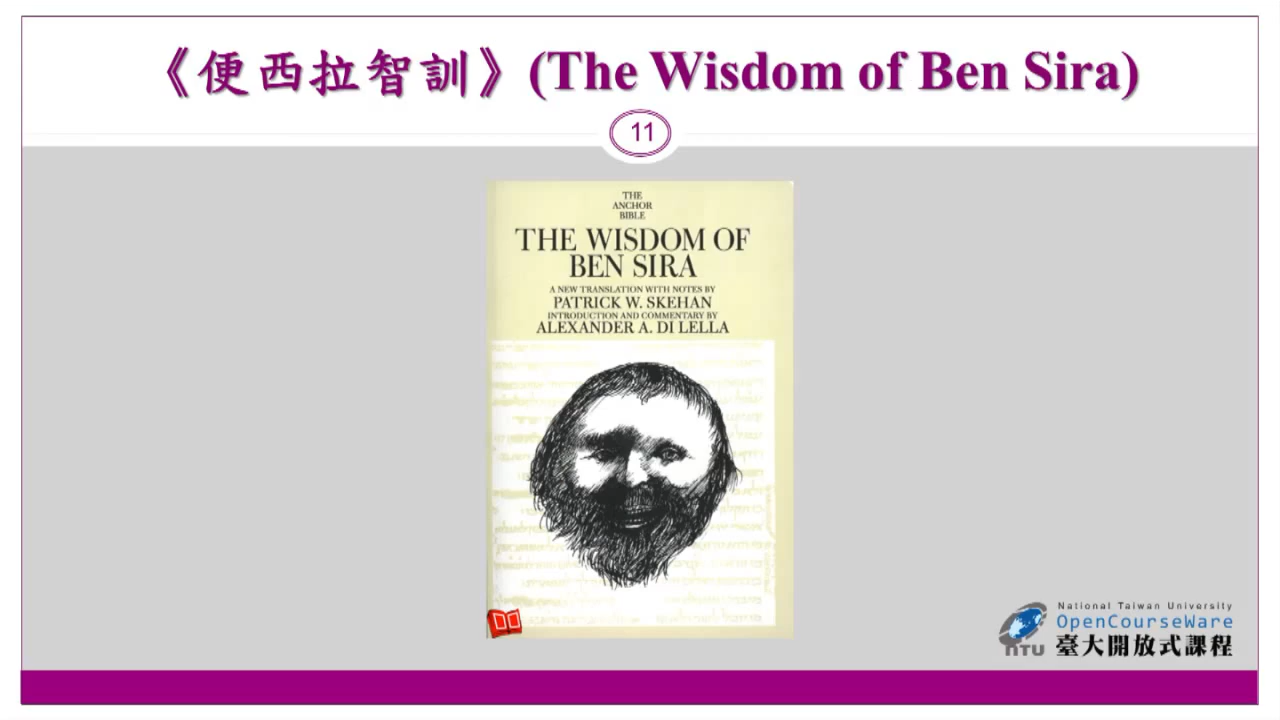 《便西拉智訓》(The Wisdom of Ben Sira)
11
THE
ANCHOR
BIBLE
THE WISDOM OF
BEN SIRA
A NEW TRANSLATION WITH NOTES BY
PATRICK W. SKEHAN
INTRODUCTION AND COMMENTARY BY
ALEXANDER A. DI LELLA
National Taiwan University
OpenCourseWare
NTU 臺大開放式課程